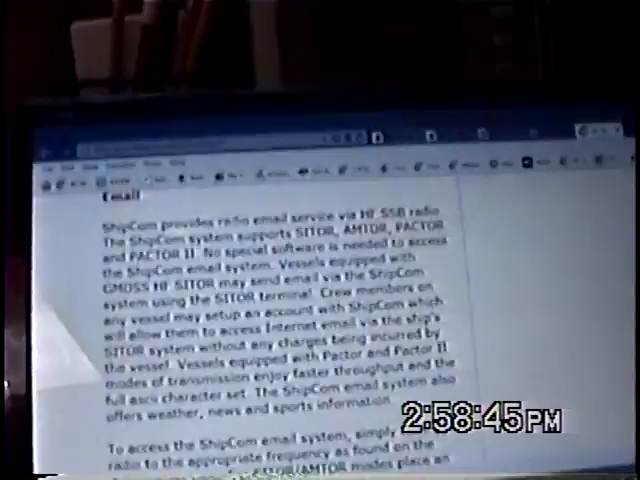 Email
ShipCom provides radio email service via HF SSB radio
The ShipCom system supports SITOR, AMTOR, PACTOR
and PACTOR II. No special software is needed to access
the ShipCom email system. Vessels equipped with
GMDSS HF SITOR may send email via the ShipCom
system using the SITOR terminal. Crew members on
any vessel may setup an account with ShipCom which
will allow them to access Internet email via the ship's
SITOR system without any charges being incurred by
the vessel. Vessels equipped with Pactor and Pactor II
modes of transmission enjoy faster throughput and the
full ascii character set. The ShipCom email system also
offers weather, news and sports information.
2:58:45PM
To access the ShipCom email system, simply
radio to the appropriate frequency as found on the
SITOR/AMTOR modes place an